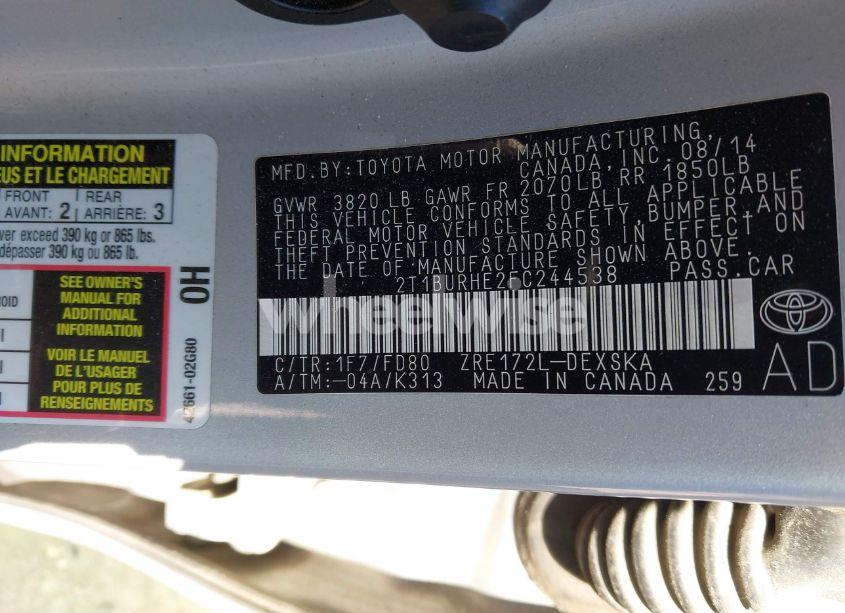 INFORMATION
EUS ET LE CHARGEMENT
FRONT
AVANT: 2
REAR
ARRIÈRE: 3
ver exceed 390 kg or 865 lbs.
dépasser 390 kg ou 865 lb.
SEE OWNER'S
MANUAL FOR
ADDITIONAL
INFORMATION
VOIR LE MANUEL
DE L'USAGER
POUR PLUS DE
RENSEIGNEMENTS
OH
42661-02G80
MFD. BY: TOYOTA MOTOR MANUFACTURING,
CANADA, INC. 08/14
GVWR 3820 LB GAWR FR 2070LB RR 1850LB
THIS VEHICLE CONFORMS TO ALL APPLICABLE
FEDERAL MOTOR VEHICLE SAFETY, BUMPER, AND
THEFT PREVENTION STANDARDS IN EFFECT ON
THE DATE OF MANUFACTURE SHOWN ABOVE.
PASS. CAR
wheelwise
C/TR: 1F7/FD80 ZRE172L-DEXSKA
A/TM: -04A/K313 MADE IN CANADA 259
AD